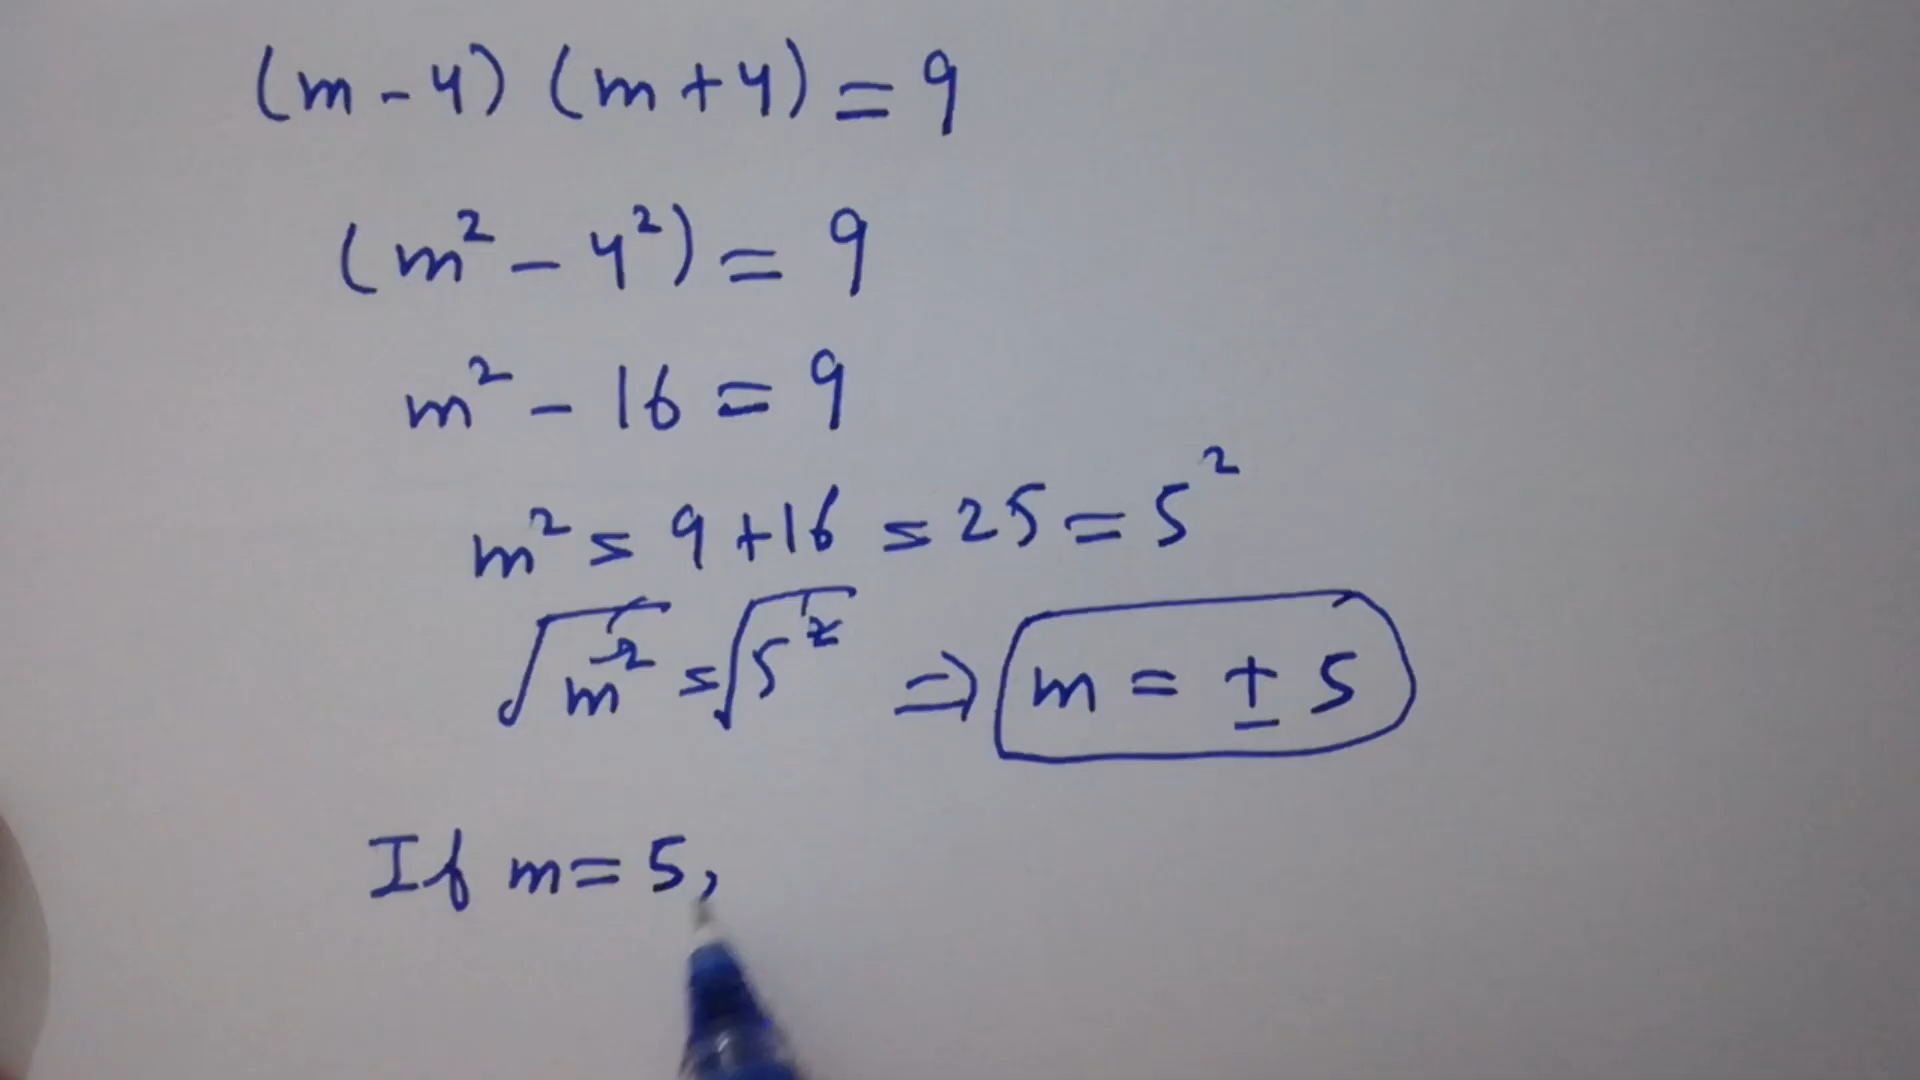 (m - 4) (m + 4) = 9
(m² - 4²) = 9
m² - 16 = 9
m² = 9 + 16 = 25 = 5²
√m² = √5² ⇒ m = ± 5
If m = 5,